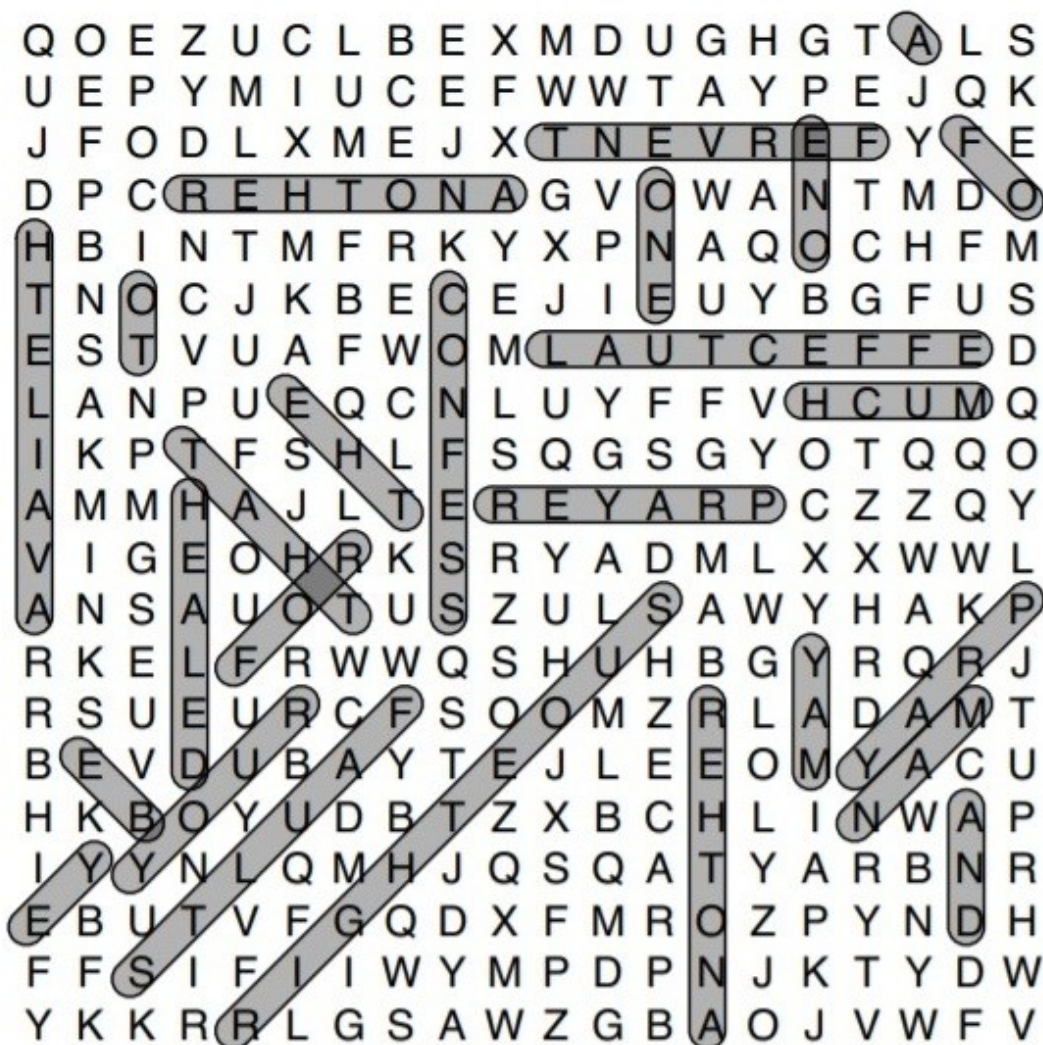 Q O E Z U C L B E X M D U G H G T A L S
U E P Y M I U C E F W W T A Y P E J Q K
J F O D L X M E J X T N E V R E F Y F E
D P C R E H T O N A G V O W A N T M D O
H B I N T M F R K Y X P N A Q O C H F M
T N O C J K B E C E J I E U Y B G F U S
E S T V U A F W O M L A U T C E F F E D
L A N P U E Q C N L U Y F F V H C U M Q
I K P T F S H L F S Q G S G Y O T Q Q O
A M M H A J L T E R E Y A R P C Z Z Q Y
V I G E O H R K S R Y A D M L X X W W L
A N S A U O T U S Z U L S A W Y H A K P
R K E L F R W W Q S H U H B G Y R Q R J
R S U E U R C F S O O M Z R L A D A M T
B E V D U B A Y T E J L E E O M Y A C U
H K B O Y U D B T Z X B C H L I N W A P
I Y Y N L Q M H J Q S Q A T Y A R B N R
E B U T V F G Q D X F M R O Z P Y N D H
F F S I F I I W Y M P D P N J K T Y D W
Y K K R R L G S A W Z G B A O J V W F V